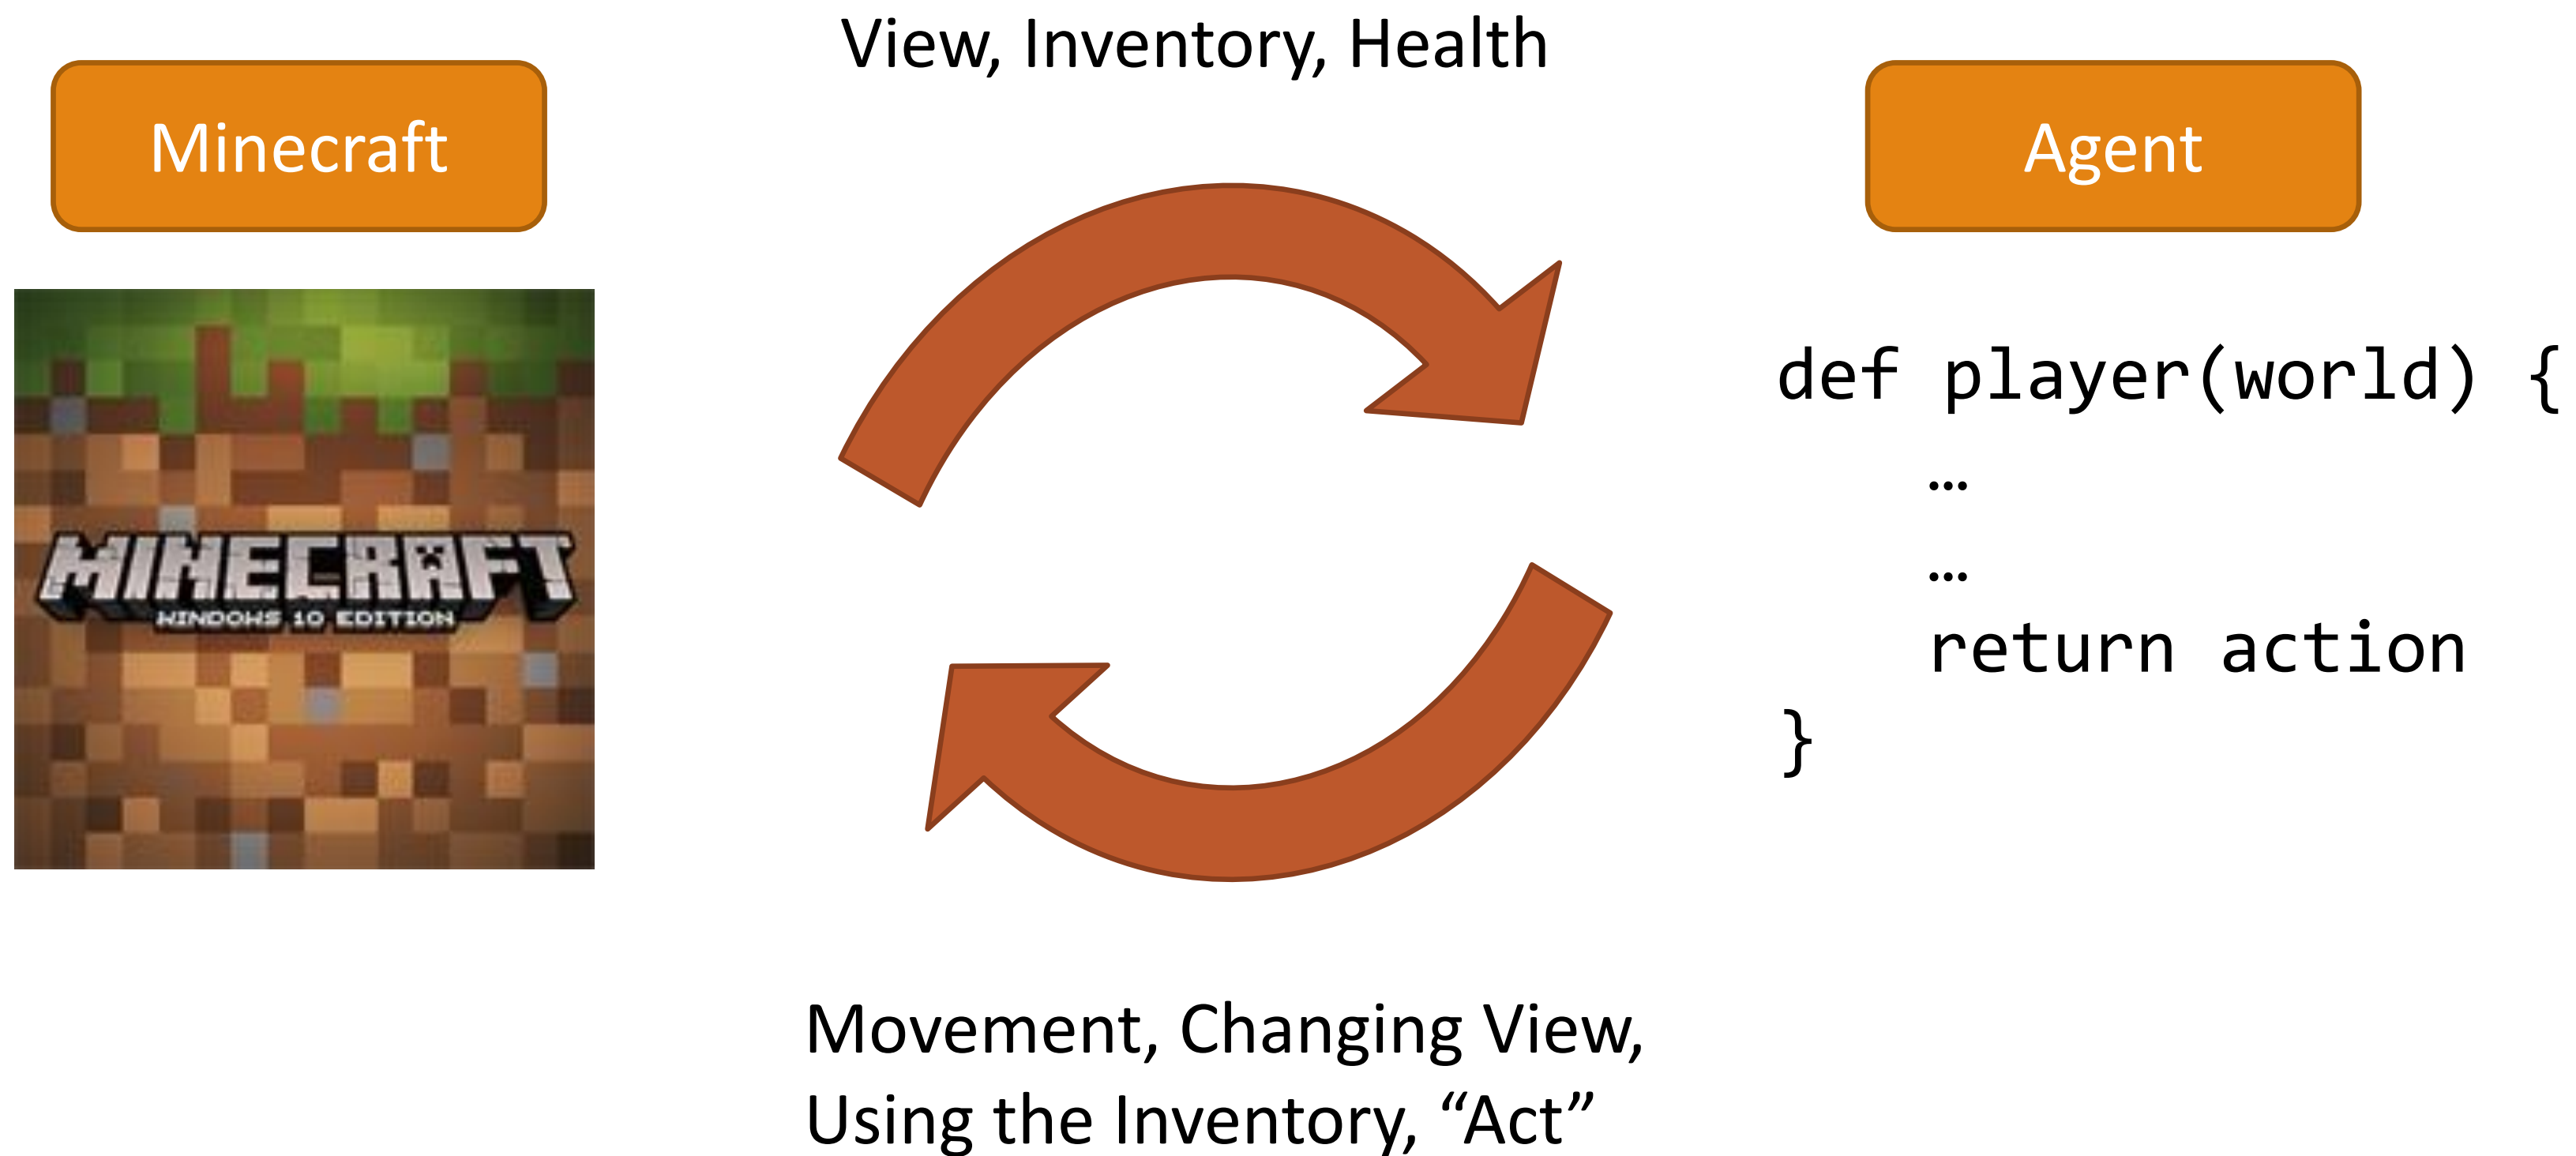 View, Inventory, Health
Minecraft
Agent
MINECRAFT
WINDOWS 10 EDITION
def player(world) {
…
…
return action
}
Movement, Changing View,
Using the Inventory, “Act”